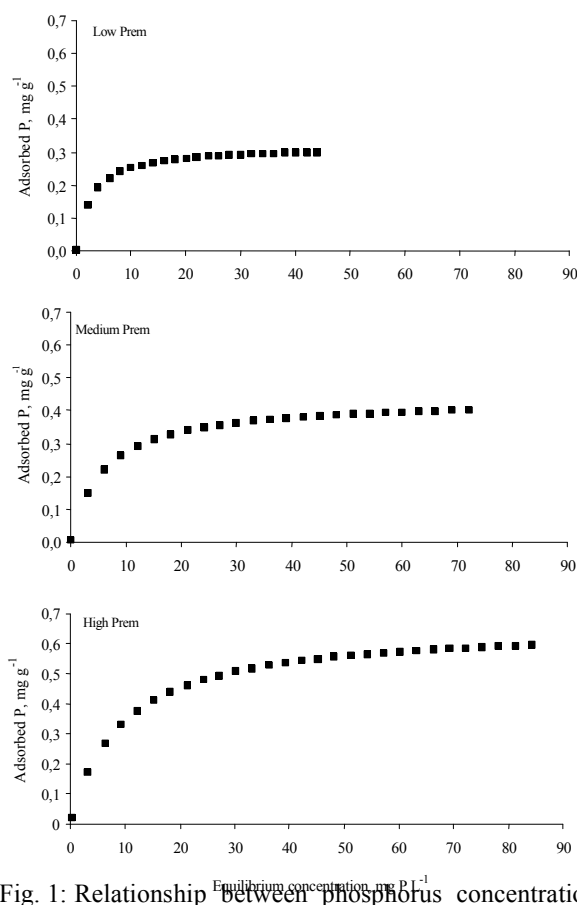 0,7
Low Prem
0,6
0,5
0,4
0,3
0,2
0,1
0,0
Adsorbed P, mg g-1
0 10 20 30 40 50 60 70 80 90
0,7
Medium Prem
0,6
0,5
0,4
0,3
0,2
0,1
0,0
Adsorbed P, mg g-1
0 10 20 30 40 50 60 70 80 90
0,7
High Prem
0,6
0,5
0,4
0,3
0,2
0,1
0
Adsorbed P, mg g-1
0 10 20 30 40 50 60 70 80 90
Equilibrium concentration, mg P L-1
Fig. 1: Relationship between phosphorus concentratio